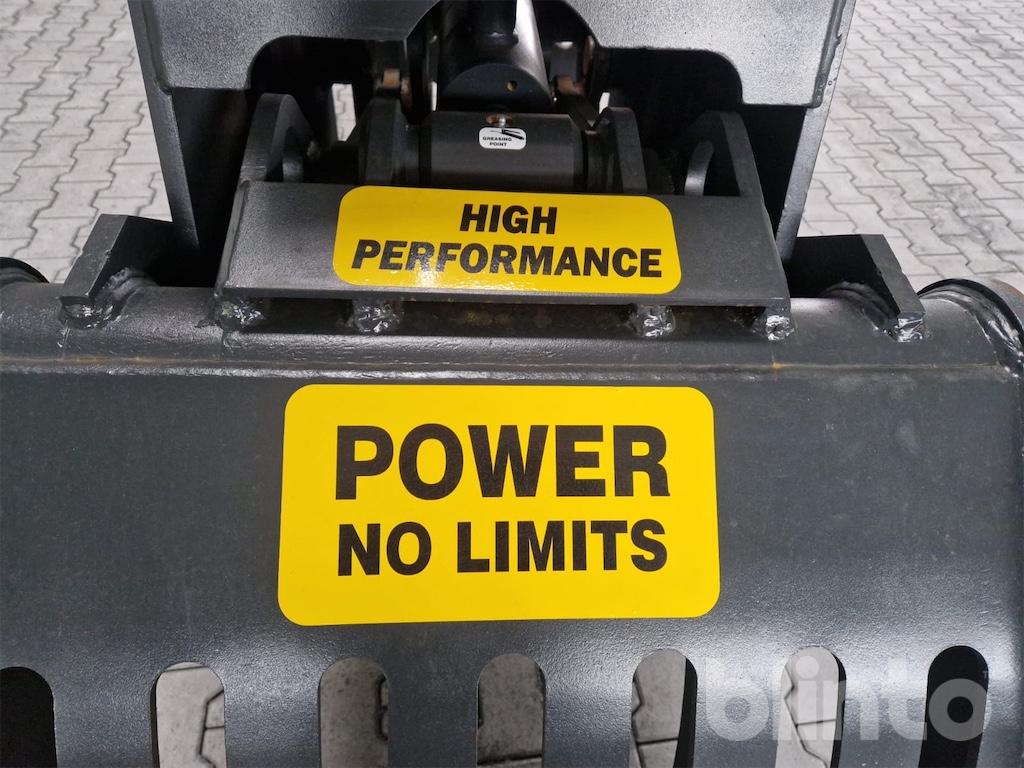 GREASING
POINT
HIGH
PERFORMANCE
POWER
NO LIMITS
blinto